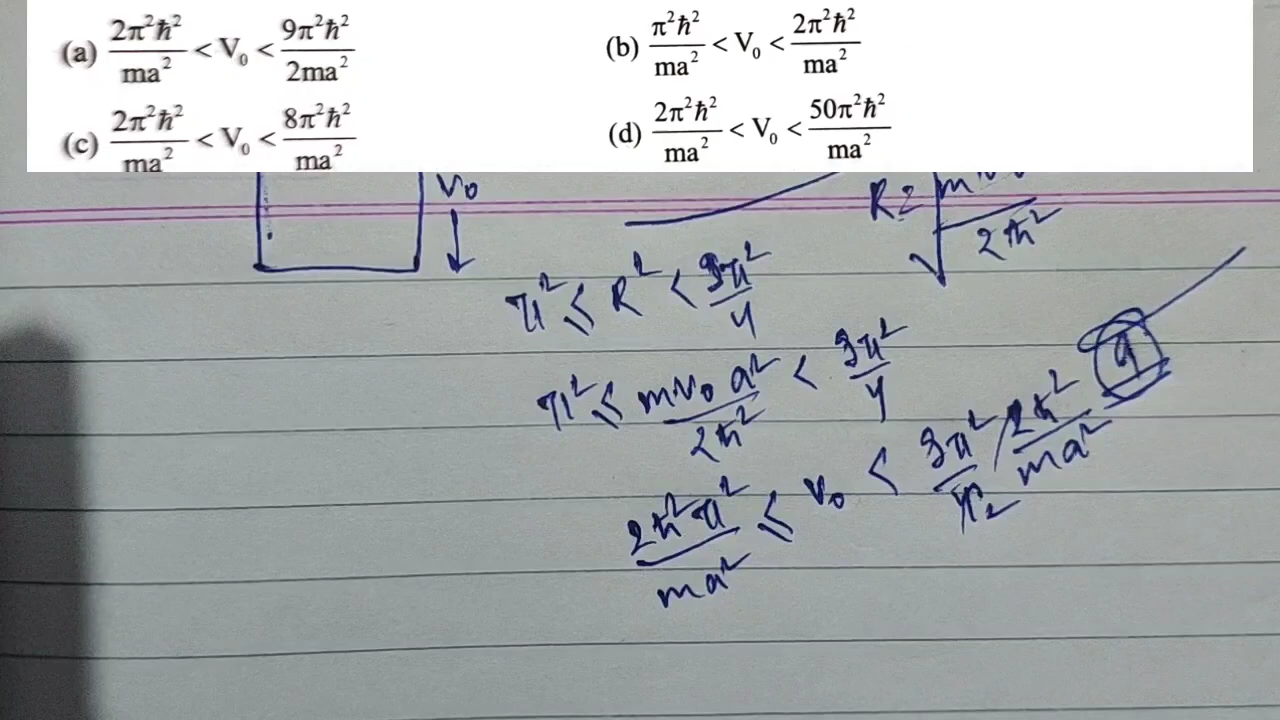 (a) 2π²ħ²/ma² < V₀ < 9π²ħ²/2ma² (b) π²ħ²/ma² < V₀ < 2π²ħ²/ma²
(c) 2π²ħ²/ma² < V₀ < 8π²ħ²/ma² (d) 2π²ħ²/ma² < V₀ < 50π²ħ²/ma²
V₀
R = √ m / 2ħ²
π² ≤ R² < 9π²/4
π² ≤ mV₀a²/2ħ² < 9π²/4
2ħ²π²/ma² ≤ V₀ < 9π²/4 2 2ħ²/ma² a